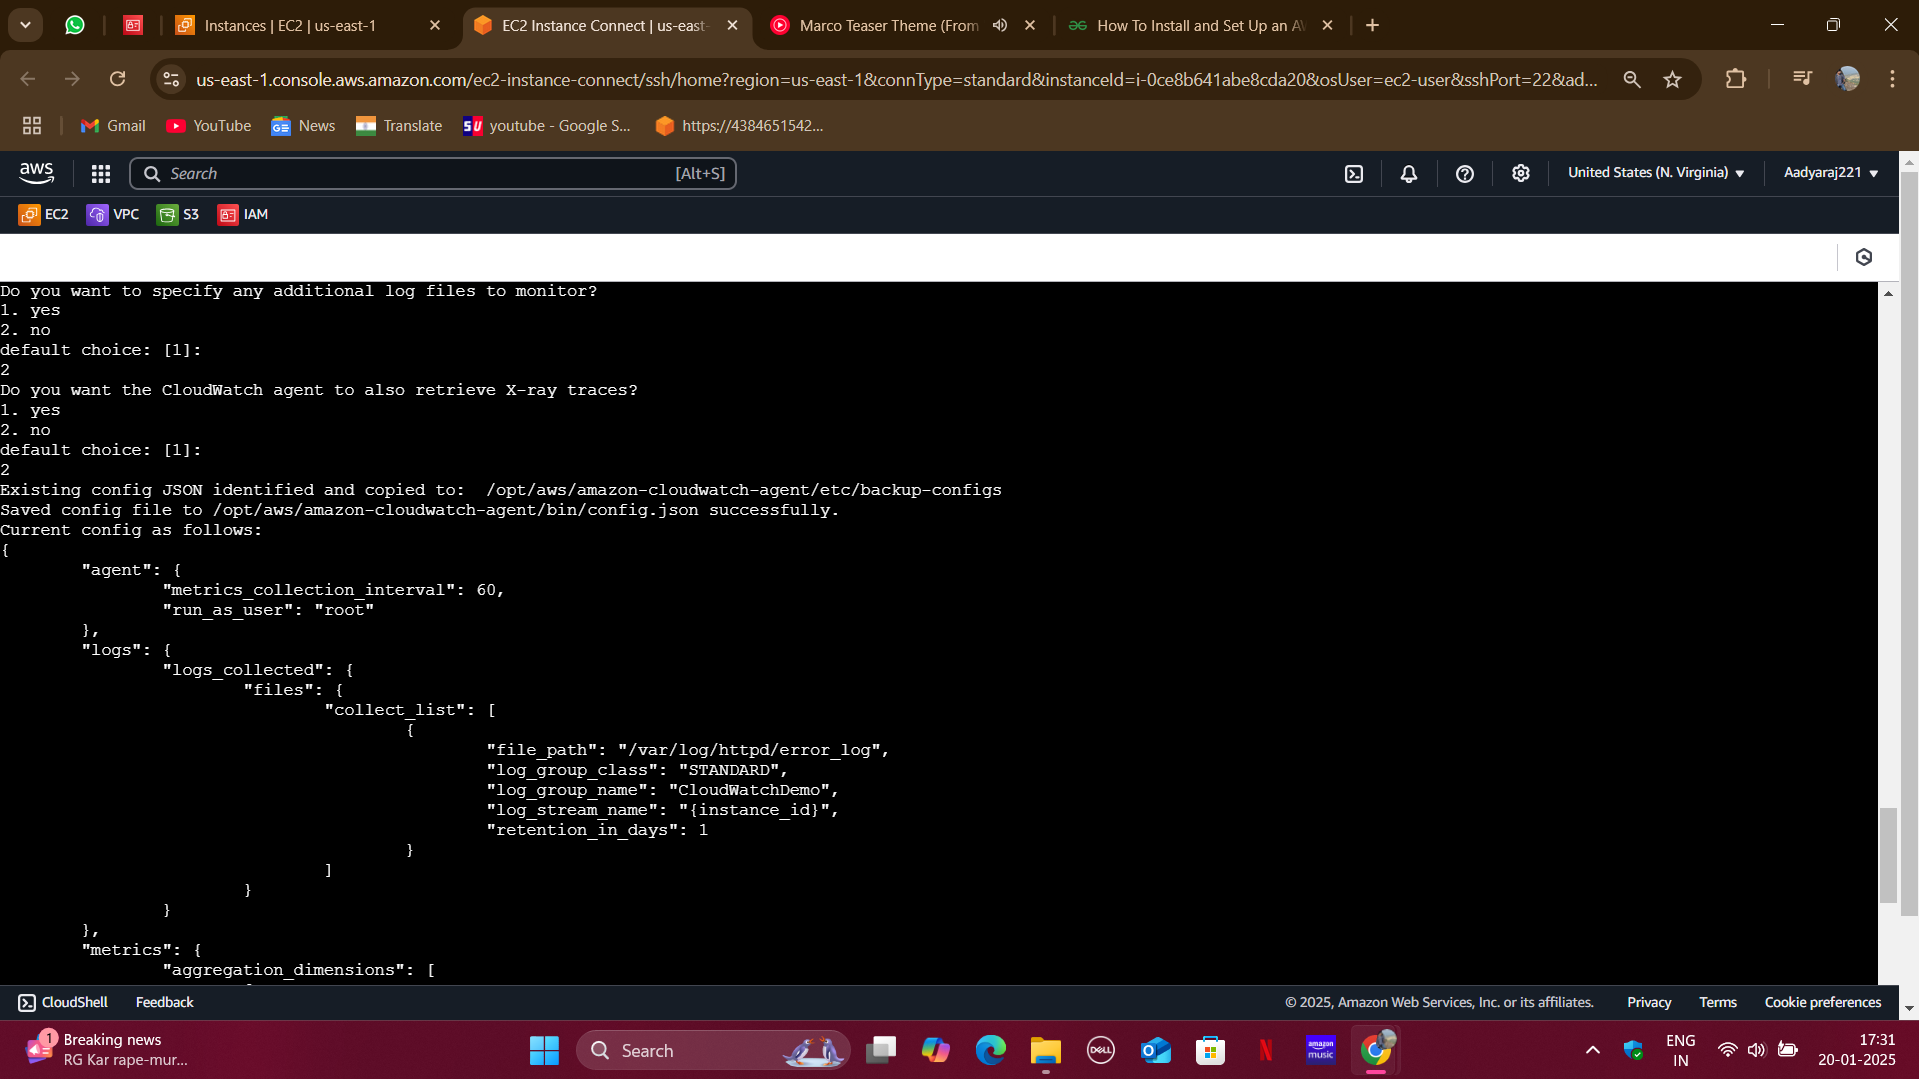 Instances | EC2 | us-east-1
EC2 Instance Connect | us-east-
Marco Teaser Theme (From
How To Install and Set Up an AV
us-east-1.console.aws.amazon.com/ec2-instance-connect/ssh/home?region=us-east-1&connType=standard&instanceId=i-0ce8b641abe8cda20&osUser=ec2-user&sshPort=22&ad...
Gmail
YouTube
News
Translate
youtube - Google S...
https://4384651542...
aws
Search
[Alt+S]
United States (N. Virginia)
Aadyaraj221
EC2
VPC
S3
IAM
Do you want to specify any additional log files to monitor?
1. yes
2. no
default choice: [1]:
2
Do you want the CloudWatch agent to also retrieve X-ray traces?
1. yes
2. no
default choice: [1]:
2
Existing config JSON identified and copied to:  /opt/aws/amazon-cloudwatch-agent/etc/backup-configs
Saved config file to /opt/aws/amazon-cloudwatch-agent/bin/config.json successfully.
Current config as follows:
{
"agent": {
"metrics_collection_interval": 60,
"run_as_user": "root"
},
"logs": {
"logs_collected": {
"files": {
"collect_list": [
{
"file_path": "/var/log/httpd/error_log",
"log_group_class": "STANDARD",
"log_group_name": "CloudWatchDemo",
"log_stream_name": "{instance_id}",
"retention_in_days": 1
}
]
}
}
},
"metrics": {
"aggregation_dimensions": [
CloudShell
Feedback
© 2025, Amazon Web Services, Inc. or its affiliates.
Privacy
Terms
Cookie preferences
1
Breaking news
RG Kar rape-mur...
Search
DELL
amazon music
ENG
IN
17:31
20-01-2025